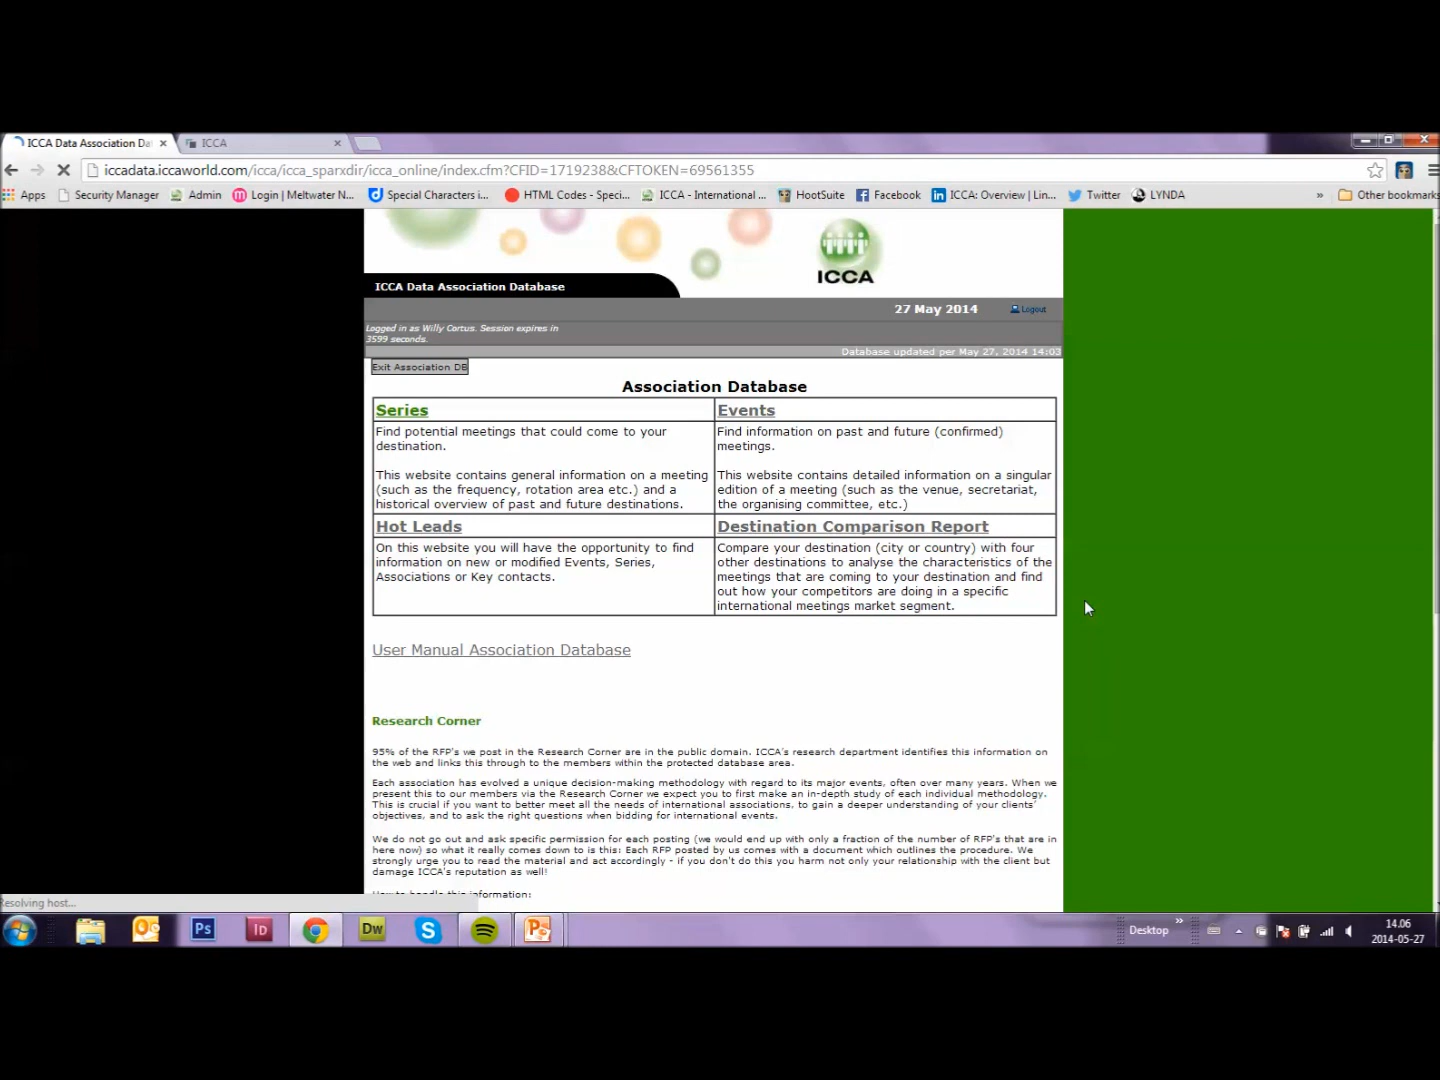 ICCA Data Association Da
ICCA
iccadata.iccaworld.com/icca/icca_sparxdir/icca_online/index.cfm?CFID=1719238&CFTOKEN=69561355
Apps Security Manager Admin Login | Meltwater N... Special Characters i... HTML Codes - Speci... ICCA - International ... HootSuite Facebook ICCA: Overview | Lin... Twitter LYNDA » Other bookmarks
ICCA
ICCA Data Association Database
27 May 2014 Logout
Logged in as Willy Cortus. Session expires in
3599 seconds.
Database updated per May 27, 2014 14:03
Exit Association DB
Association Database
Series
Find potential meetings that could come to your
destination.
This website contains general information on a meeting
(such as the frequency, rotation area etc.) and a
historical overview of past and future destinations.
Events
Find information on past and future (confirmed)
meetings.
This website contains detailed information on a singular
edition of a meeting (such as the venue, secretariat,
the organising committee, etc.)
Hot Leads
On this website you will have the opportunity to find
information on new or modified Events, Series,
Associations or Key contacts.
Destination Comparison Report
Compare your destination (city or country) with four
other destinations to analyse the characteristics of the
meetings that are coming to your destination and find
out how your competitors are doing in a specific
international meetings market segment.
User Manual Association Database
Research Corner
95% of the RFP's we post in the Research Corner are in the public domain. ICCA's research department identifies this information on
the web and links this through to the members within the protected database area.
Each association has evolved a unique decision-making methodology with regard to its major events, often over many years. When we
present this to our members via the Research Corner we expect you to first make an in-depth study of each individual methodology.
This is crucial if you want to better meet all the needs of international associations, to gain a deeper understanding of your clients'
objectives, and to ask the right questions when bidding for international events.
We do not go out and ask specific permission for each posting (we would end up with only a fraction of the number of RFP's that are in
here now) so what it really comes down to is this: Each RFP posted by us comes with a document which outlines the procedure. We
strongly urge you to read the material and act accordingly - if you don't do this you harm not only your relationship with the client but
damage ICCA's reputation as well!
How to handle this information:
Resolving host...
Ps Id Dw
Desktop »
14.06
2014-05-27